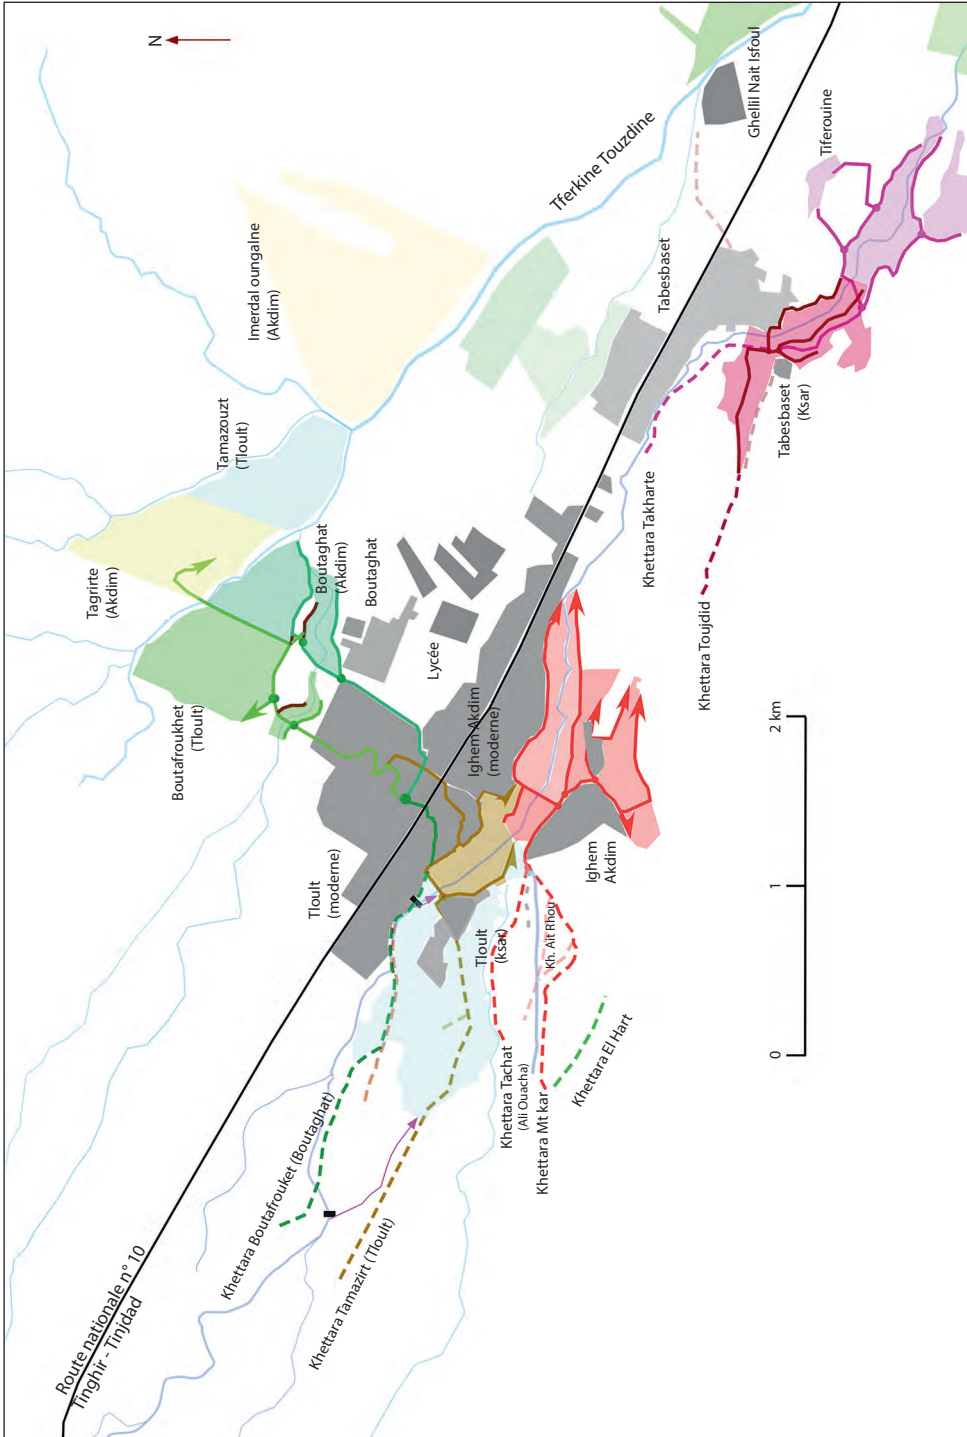 N
Imerdal oungalne
(Akdim)
Tferkine Touzdine
Ghellil Nait Isfoul
Tiferouine
Tabesbaset
Tamazouzt
(Tloult)
Tagrirte
(Akdim)
Boutaghat
(Akdim)
Boutaghat
Lycée
Boutafroukhet
(Tloult)
Ighem Akdim
(moderne)
Tloult
(moderne)
Tabesbaset
(Ksar)
Khettara Takharte
Khettara Toujdid
Ighem
Akdim
Tloult
(ksar)
Kh. Ait Rhou
Khettara Tachat
(Ali Ouacha)
Khettara Mt kar
Khettara El Hart
Khettara Boutafrouket (Boutaghat)
Khettara Tamazirt (Tloult)
Route nationale n° 10
Tinghir - Tinjdad
0
1
2 km